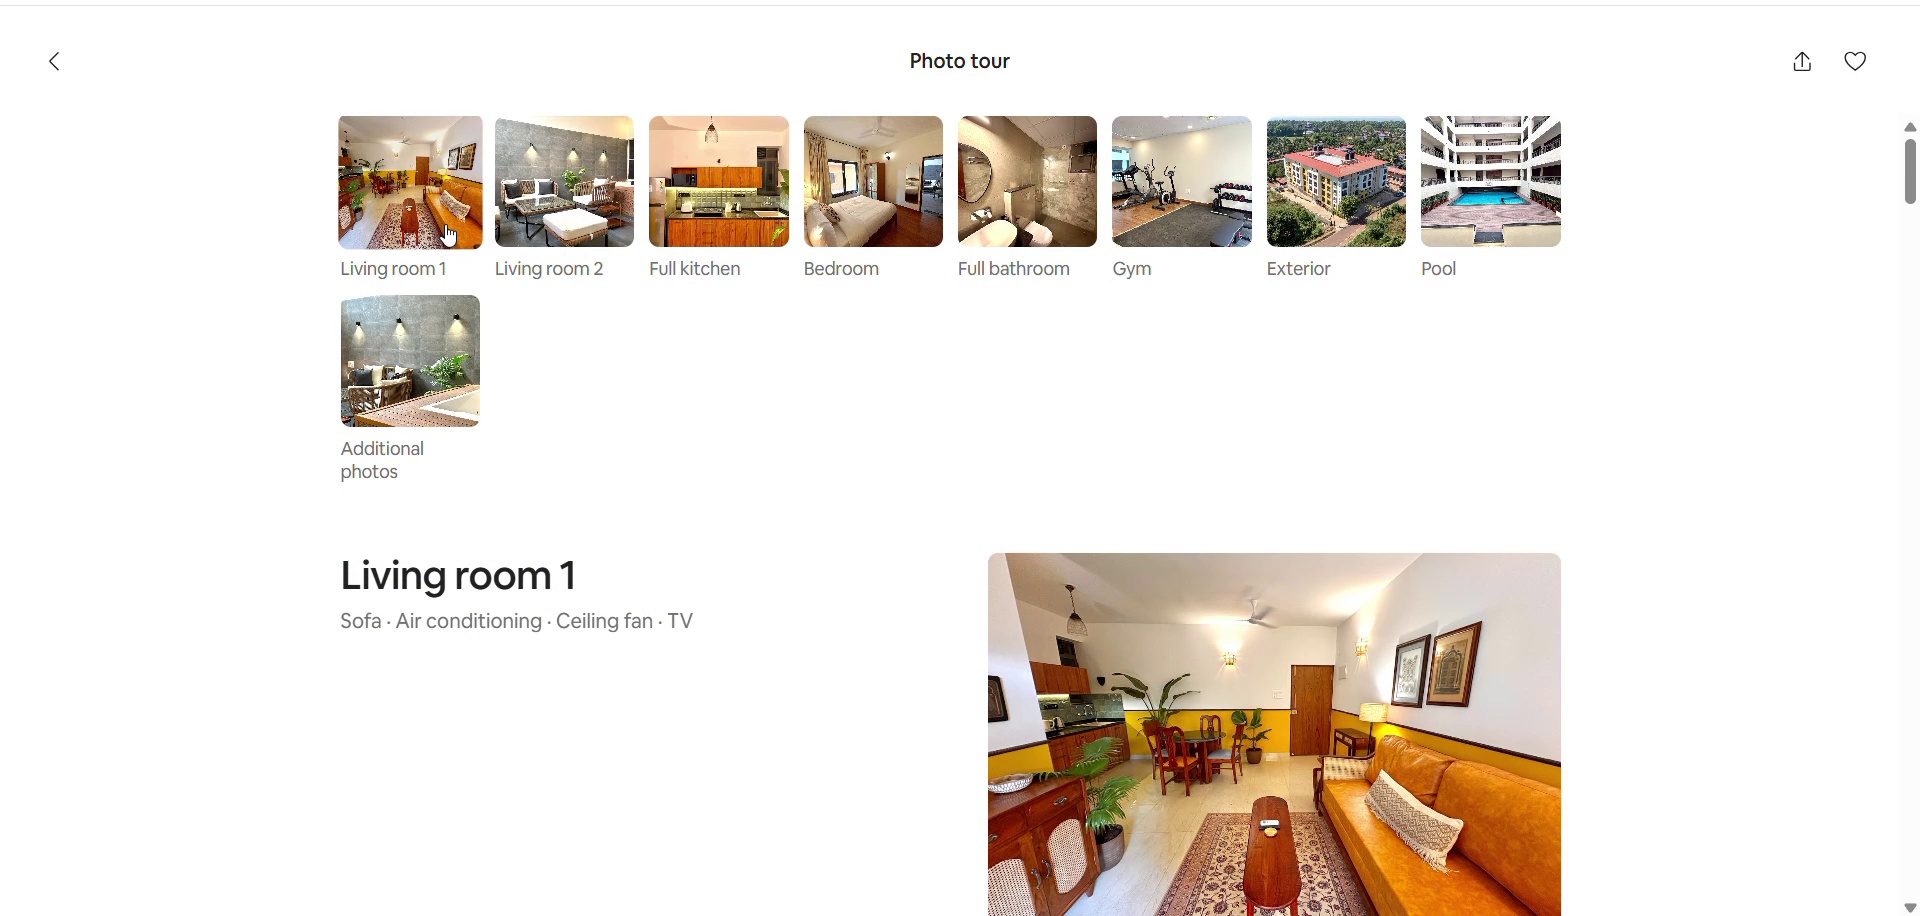 Photo tour
Living room 1
Living room 2
Full kitchen
Bedroom
Full bathroom
Gym
Exterior
Pool
Additional
photos
Living room 1
Sofa · Air conditioning · Ceiling fan · TV